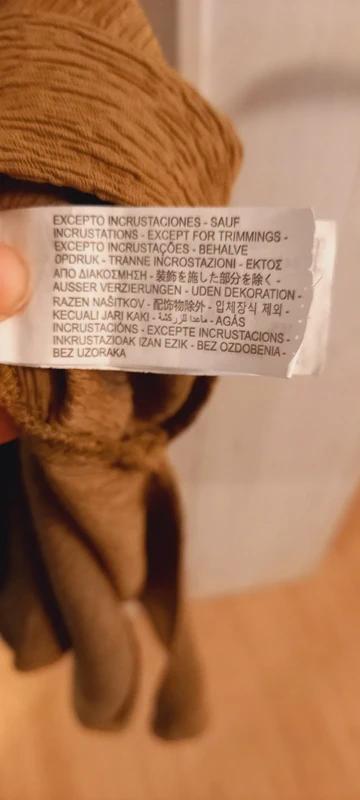 EXCEPTO INCRUSTACIONES - SAUF
INCRUSTATIONS - EXCEPT FOR TRIMMINGS -
EXCEPTO INCRUSTAÇÕES - BEHALVE
OPDRUK - TRANNE INCROSTAZIONI - ΕΚΤΟΣ
ΑΠΟ ΔΙΑΚΟΣΜΗΣΗ - 装飾を施した部分を除く -
AUSSER VERZIERUNGEN - UDEN DEKORATION -
RAZEN NAŠITKOV - 配饰物除外 - 입체장식 제외 -
KECUALI JARI KAKI - ماعدا للزركشة - AGÁS
INCRUSTACIÓNS - EXCEPTE INCRUSTACIONS -
INKRUSTAZIOAK IZAN EZIK - BEZ OZDOBENIA -
BEZ UZORAKA